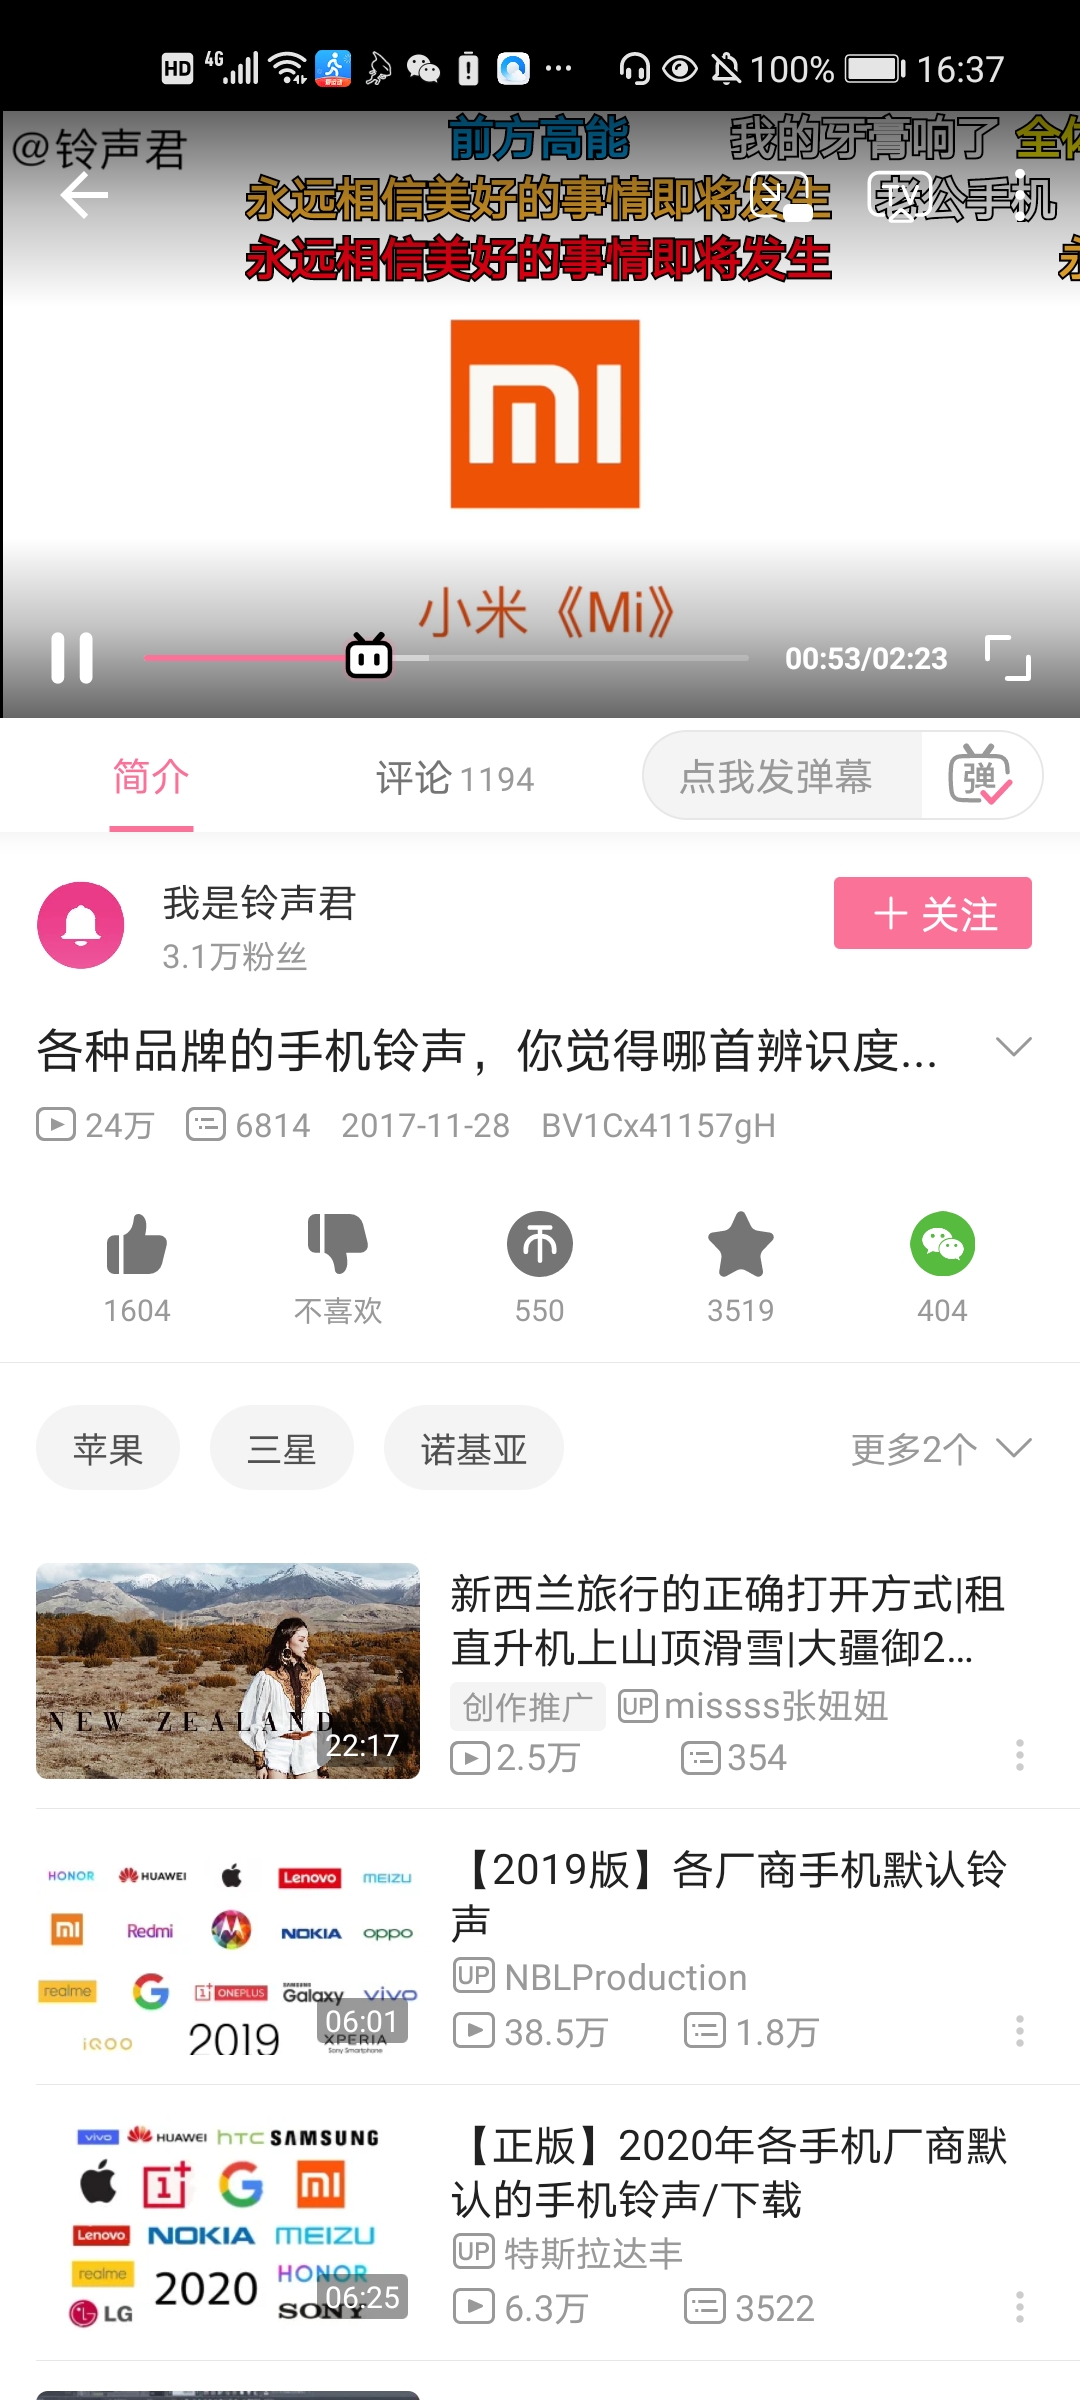 HD 4G 100% 16:37
@铃声君
前方高能
我的牙膏响了
全体
永远相信美好的事情即将发生
老公手机
永远相信美好的事情即将发生
永
mi
小米《Mi》
00:53/02:23
简介
评论 1194
点我发弹幕
弹
我是铃声君
3.1万粉丝
+ 关注
各种品牌的手机铃声，你觉得哪首辨识度...
24万 6814 2017-11-28 BV1Cx41157gH
1604 不喜欢 550 3519 404
苹果 三星 诺基亚 更多2个
NEW ZEALAND
22:17
新西兰旅行的正确打开方式|租
直升机上山顶滑雪|大疆御2...
创作推广 UP missss张妞妞
2.5万 354
HONOR HUAWEI Lenovo MEIZU
mi Redmi NOKIA oppo
realme G ONEPLUS SAMSUNG Galaxy vivo
iQOO 2019 XPERIA
Sony Smartphone
06:01
【2019版】各厂商手机默认铃
声
UP NBLProduction
38.5万 1.8万
vivo HUAWEI hTC SAMSUNG
1+ G mi
Lenovo NOKIA MEIZU
realme 2020 HONOR
LG SONY
06:25
【正版】2020年各手机厂商默
认的手机铃声/下载
UP 特斯拉达丰
6.3万 3522